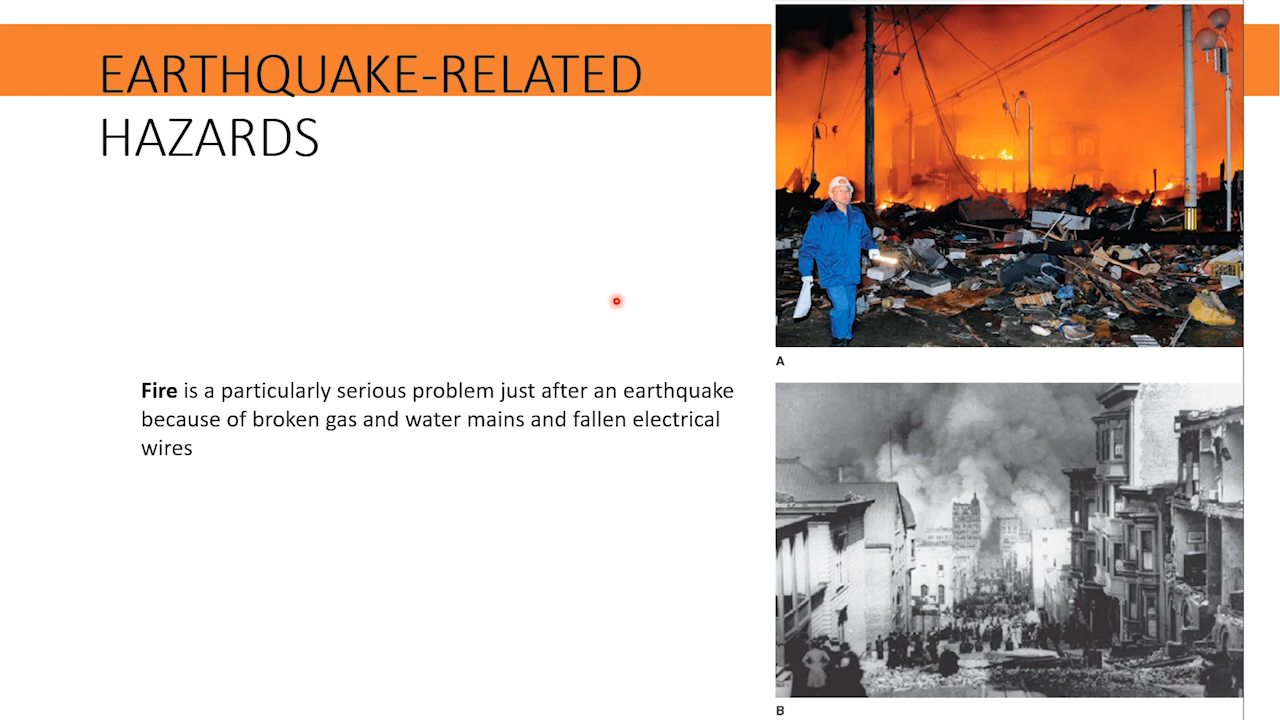 EARTHQUAKE-RELATED
HAZARDS
Fire is a particularly serious problem just after an earthquake
because of broken gas and water mains and fallen electrical
wires
A
B